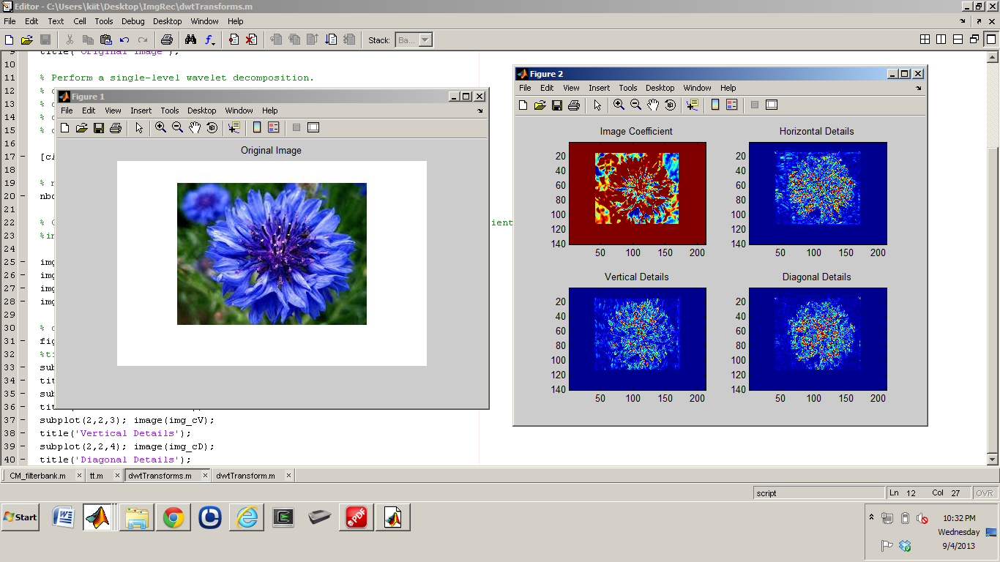 Editor - C:\Users\kiit\Desktop\ImgRec\dwtTransforms.m
File Edit Text Cell Tools Debug Desktop Window Help
Stack: Ba...
9 title('Original Image');
10
11 % Perform a single-level wavelet decomposition.
12 %
13 %
14 %
15 %
16
17 -
18
19 %
20 - nbc
21
22 % ient
23 %im
24
25 - img
26 - img
27 - img
28 - img
29
30 %
31 - fig
32 %ti
33 - sub
34 - tit
35 - sub
36 - tit
37 - subplot(2,2,3); image(img_cV);
38 - title('Vertical Details');
39 - subplot(2,2,4); image(img_cD);
40 - title('Diagonal Details');
Figure 1
File Edit View Insert Tools Desktop Window Help
Original Image
Figure 2
File Edit View Insert Tools Desktop Window Help
Image Coefficient
20
40
60
80
100
120
140
50 100 150 200
Horizontal Details
20
40
60
80
100
120
140
50 100 150 200
Vertical Details
20
40
60
80
100
120
140
50 100 150 200
Diagonal Details
20
40
60
80
100
120
140
50 100 150 200
CM_filterbank.m tt.m dwtTransforms.m dwtTransform.m
script Ln 12 Col 27 OVR
Start
PDF
10:32 PM
Wednesday
9/4/2013